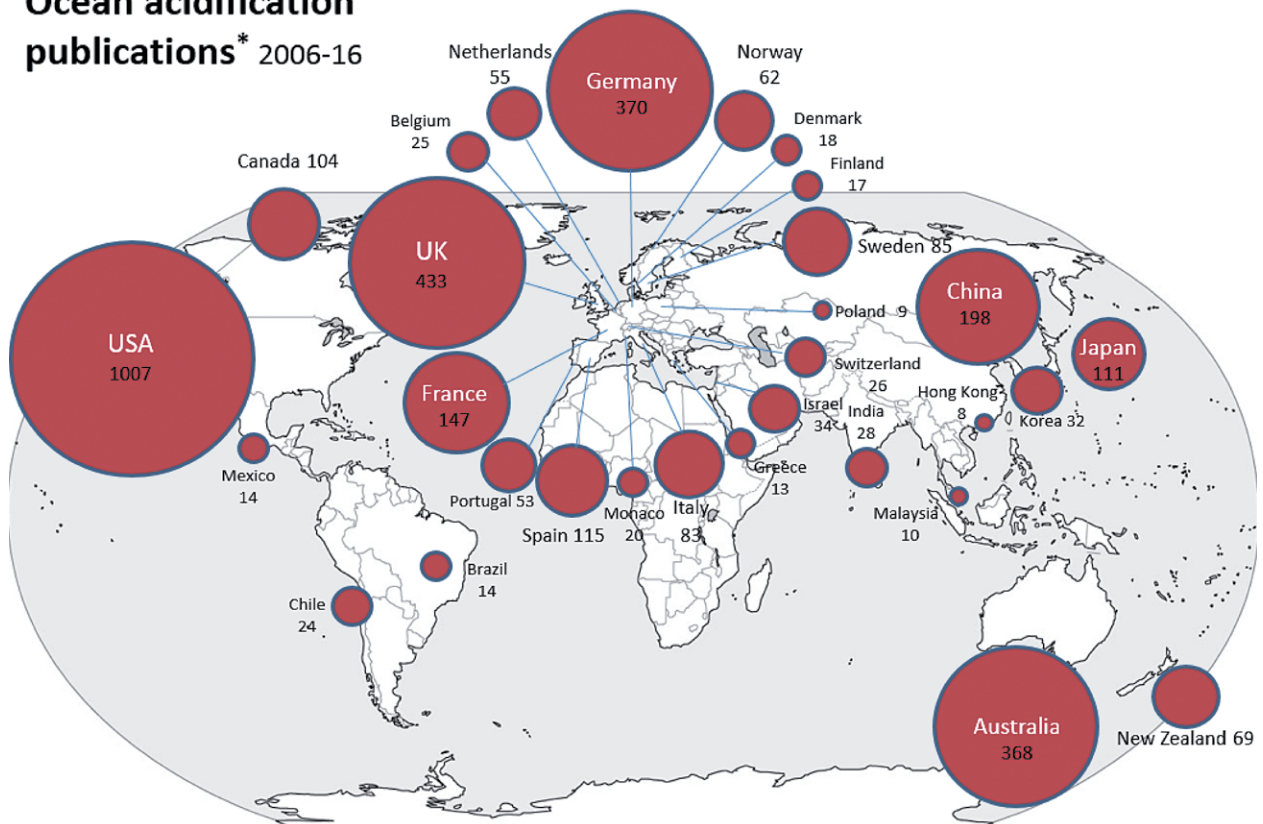 Ocean acidification
publications* 2006-16
Netherlands
55
Germany
370
Norway
62
Belgium
25
Denmark
18
Finland
17
Canada 104
UK
433
Sweden 85
USA
1007
China
198
Poland 9
Japan
111
Switzerland
26
France
147
Hong Kong
8
Korea 32
Israel
34
India
28
Mexico
14
Portugal 53
Spain 115
Monaco
20
Italy
83
Greece
13
Malaysia
10
Brazil
14
Chile
24
Australia
368
New Zealand 69